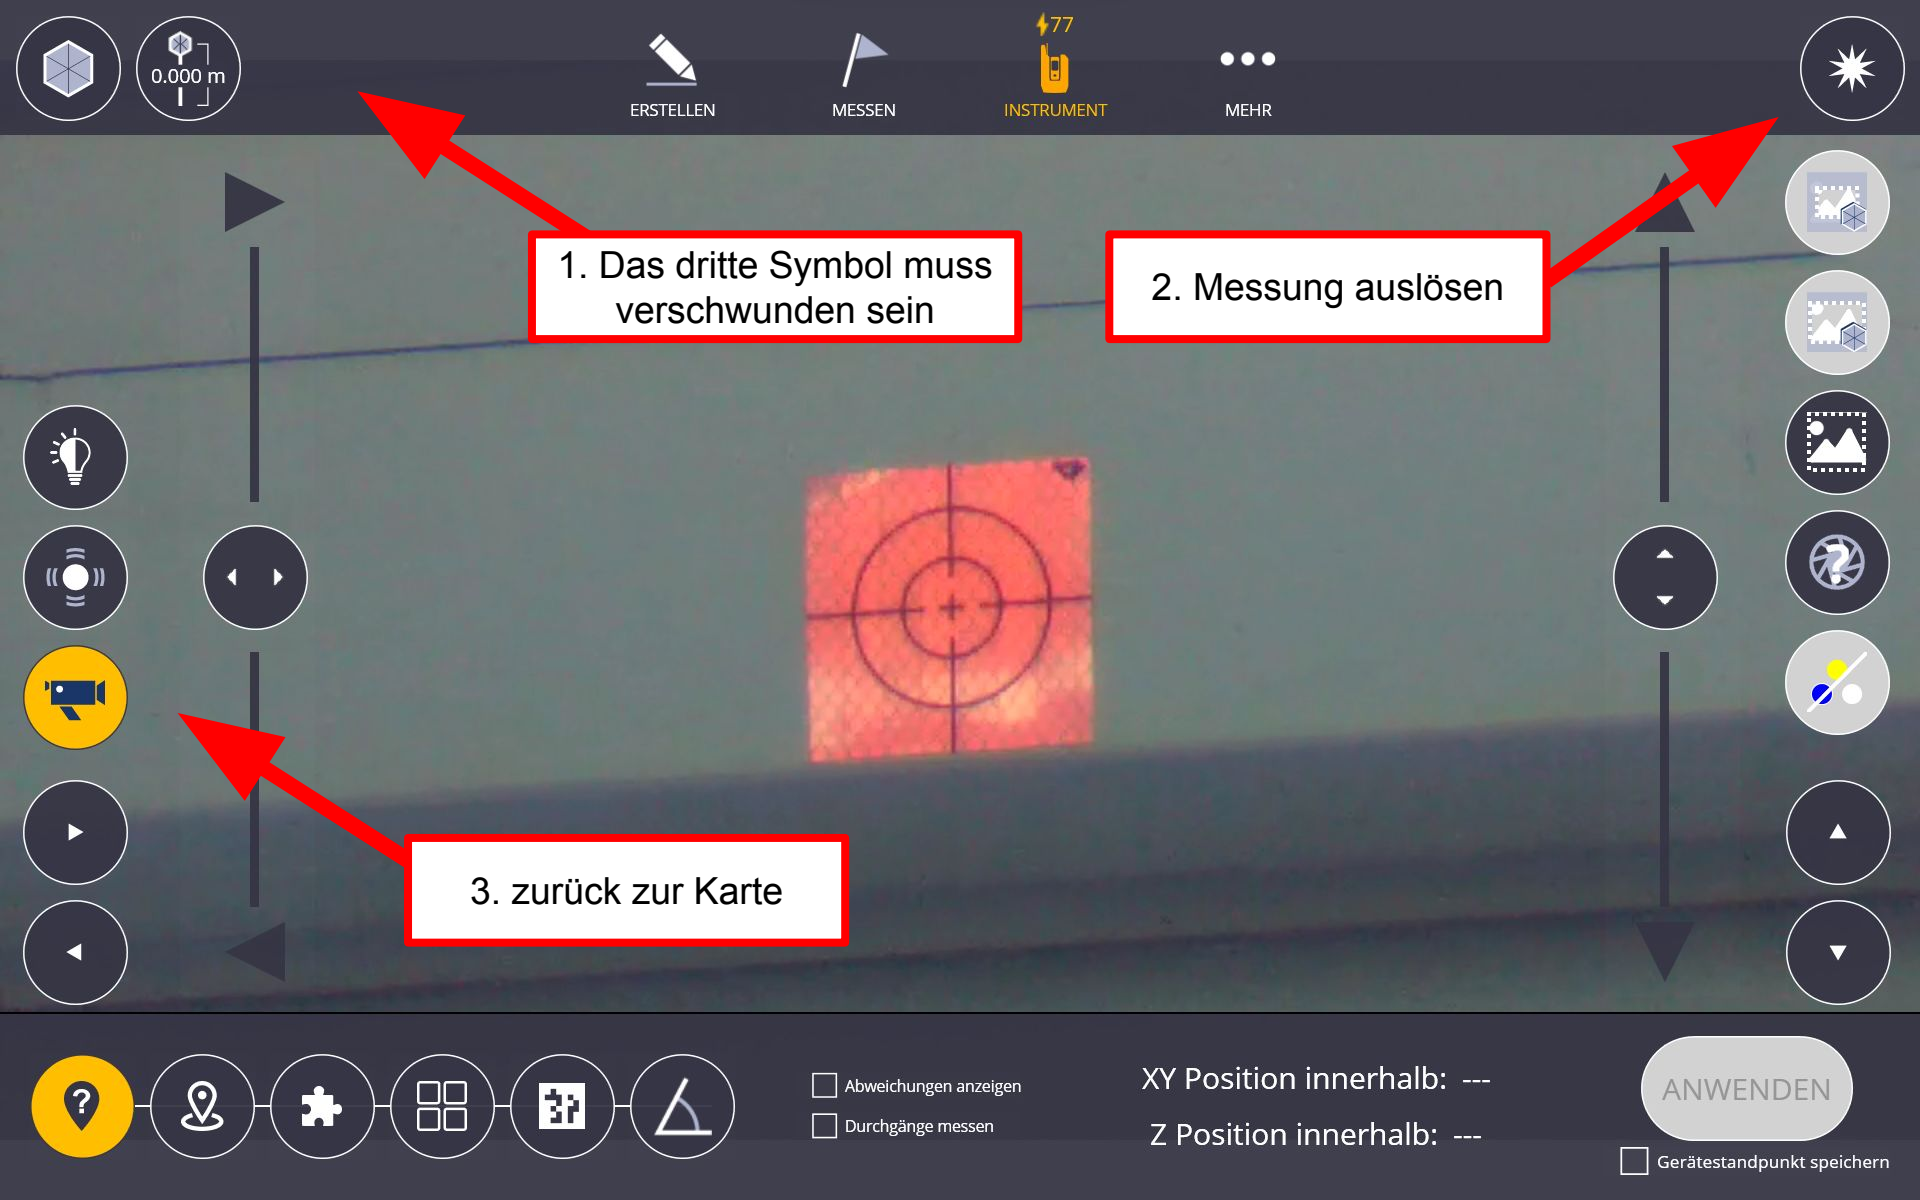 77
0.000 m
ERSTELLEN
MESSEN
INSTRUMENT
MEHR
1. Das dritte Symbol muss
verschwunden sein
2. Messung auslösen
3. zurück zur Karte
Abweichungen anzeigen
Durchgänge messen
XY Position innerhalb: ---
Z Position innerhalb: ---
ANWENDEN
Gerätestandpunkt speichern